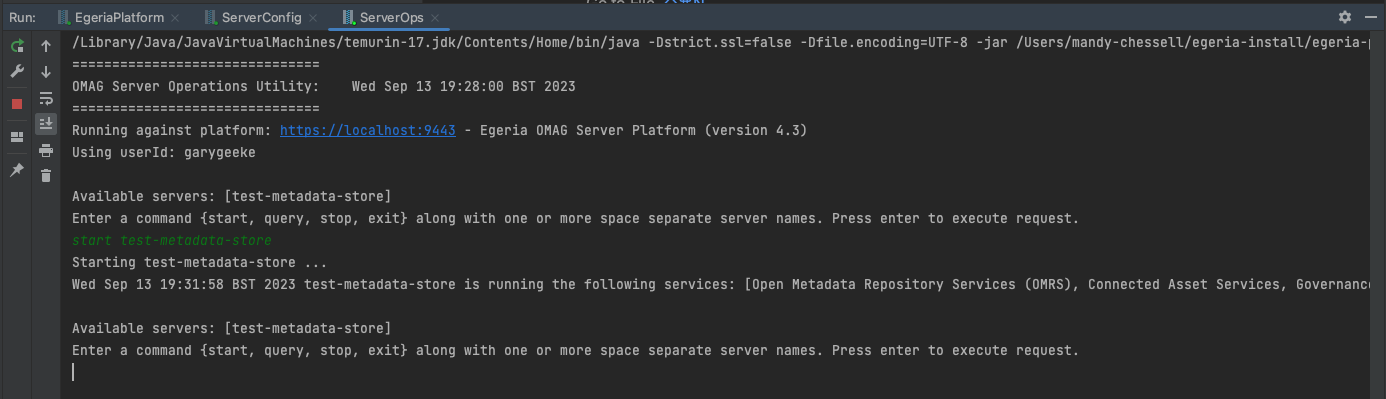 Run: EgeriaPlatform ServerConfig ServerOps
/Library/Java/JavaVirtualMachines/temurin-17.jdk/Contents/Home/bin/java -Dstrict.ssl=false -Dfile.encoding=UTF-8 -jar /Users/mandy-chessell/egeria-install/egeria-p
===============================
OMAG Server Operations Utility:    Wed Sep 13 19:28:00 BST 2023
===============================
Running against platform: https://localhost:9443 - Egeria OMAG Server Platform (version 4.3)
Using userId: garygeeke
Available servers: [test-metadata-store]
Enter a command {start, query, stop, exit} along with one or more space separate server names. Press enter to execute request.
start test-metadata-store
Starting test-metadata-store ...
Wed Sep 13 19:31:58 BST 2023 test-metadata-store is running the following services: [Open Metadata Repository Services (OMRS), Connected Asset Services, Governance
Available servers: [test-metadata-store]
Enter a command {start, query, stop, exit} along with one or more space separate server names. Press enter to execute request.